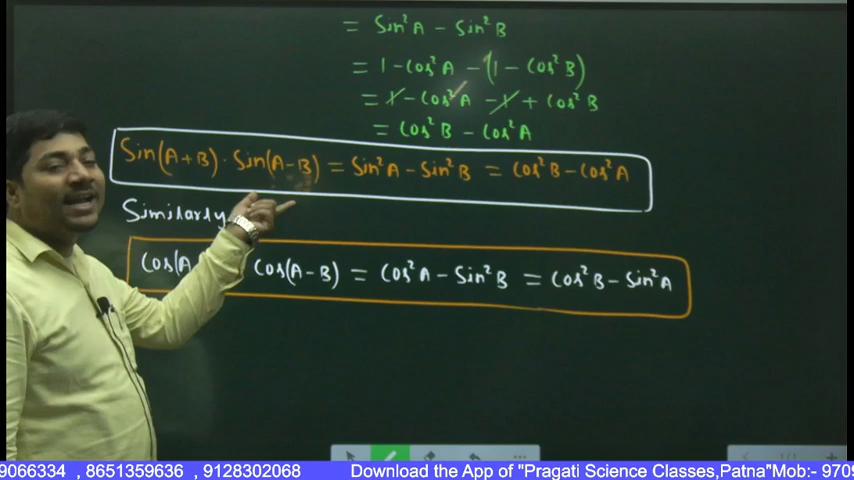 = Sin²A - Sin²B
= 1 - Cos²A - (1 - Cos²B)
= 1 - Cos²A - 1 + Cos²B
= Cos²B - Cos²A
Sin(A+B) · Sin(A-B) = Sin²A - Sin²B = Cos²B - Cos²A
Similarly
Cos(A Cos(A-B) = Cos²A - Sin²B = Cos²B - Sin²A
9066334 , 8651359636 , 9128302068 Download the App of "Pragati Science Classes,Patna"Mob:- 9709